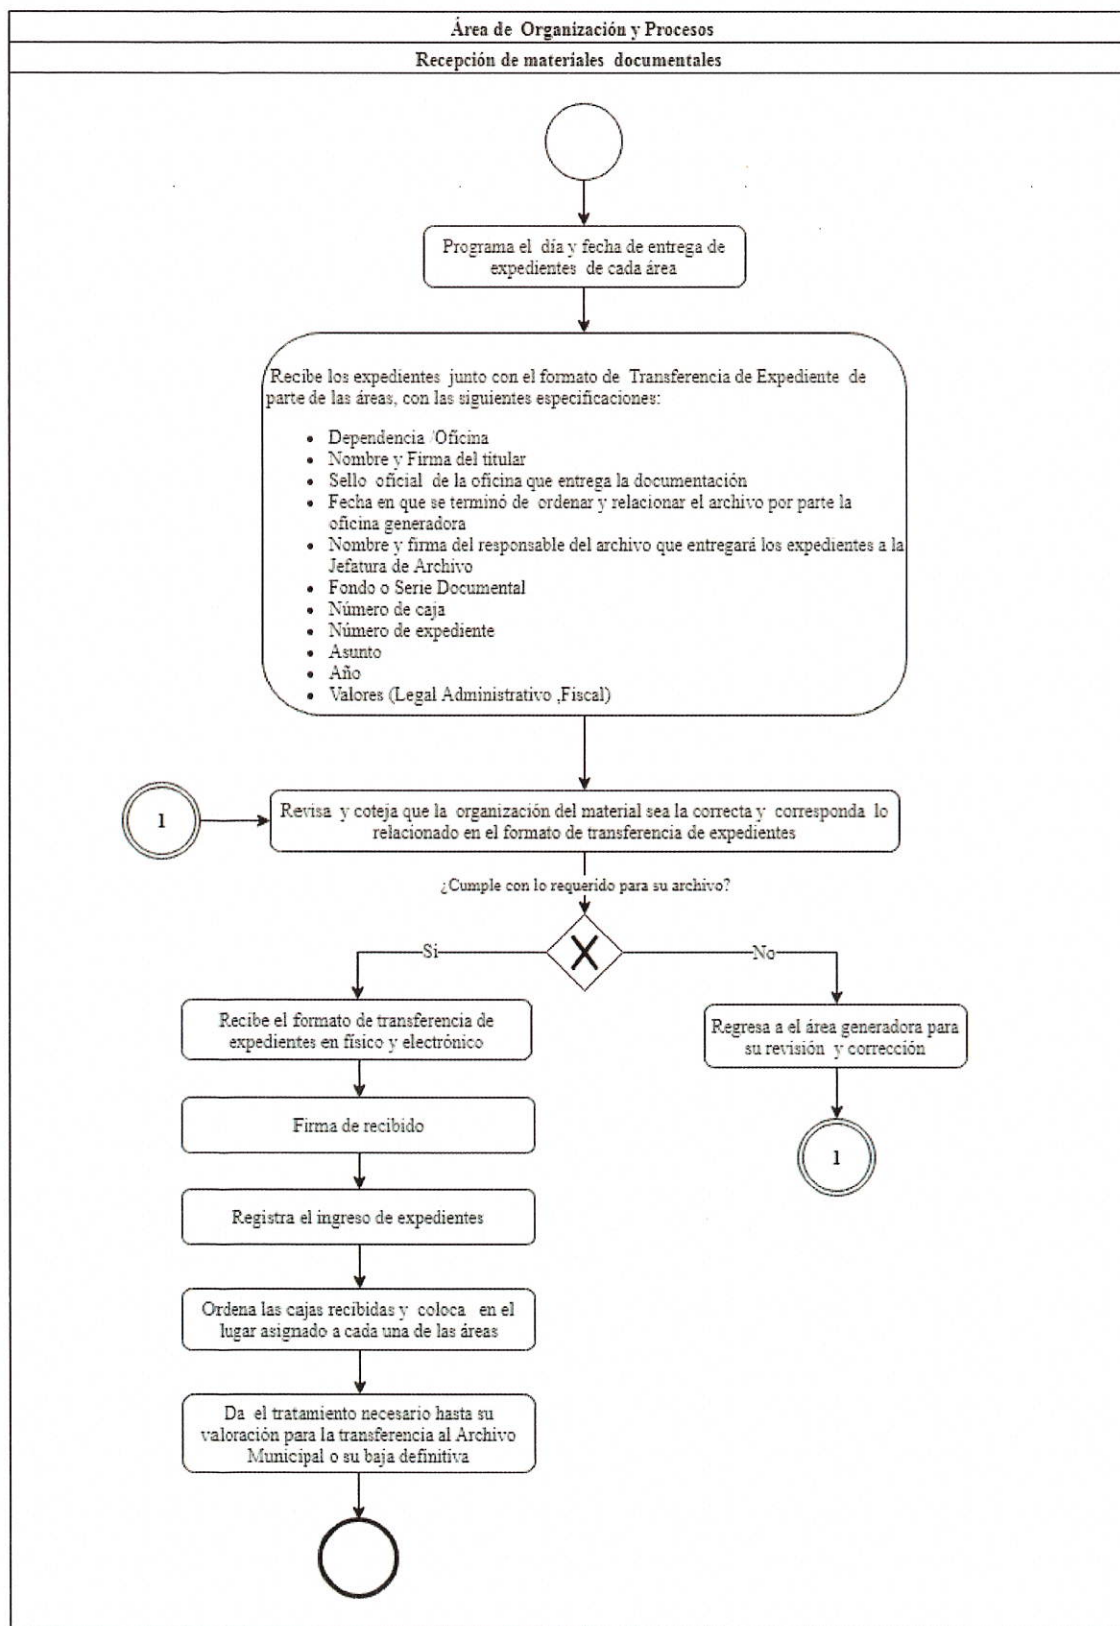 Área de Organización y Procesos
Recepción de materiales documentales
Programa el día y fecha de entrega de
expedientes de cada área
Recibe los expedientes junto con el formato de Transferencia de Expediente de
parte de las áreas, con las siguientes especificaciones:
• Dependencia /Oficina
• Nombre y Firma del titular
• Sello oficial de la oficina que entrega la documentación
• Fecha en que se terminó de ordenar y relacionar el archivo por parte la
oficina generadora
• Nombre y firma del responsable del archivo que entregará los expedientes a la
Jefatura de Archivo
• Fondo o Serie Documental
• Número de caja
• Número de expediente
• Asunto
• Año
• Valores (Legal Administrativo ,Fiscal)
1
Revisa y coteja que la organización del material sea la correcta y corresponda lo
relacionado en el formato de transferencia de expedientes
¿Cumple con lo requerido para su archivo?
Si
No
Recibe el formato de transferencia de
expedientes en físico y electrónico
Regresa a el área generadora para
su revisión y corrección
Firma de recibido
1
Registra el ingreso de expedientes
Ordena las cajas recibidas y coloca en el
lugar asignado a cada una de las áreas
Da el tratamiento necesario hasta su
valoración para la transferencia al Archivo
Municipal o su baja definitiva